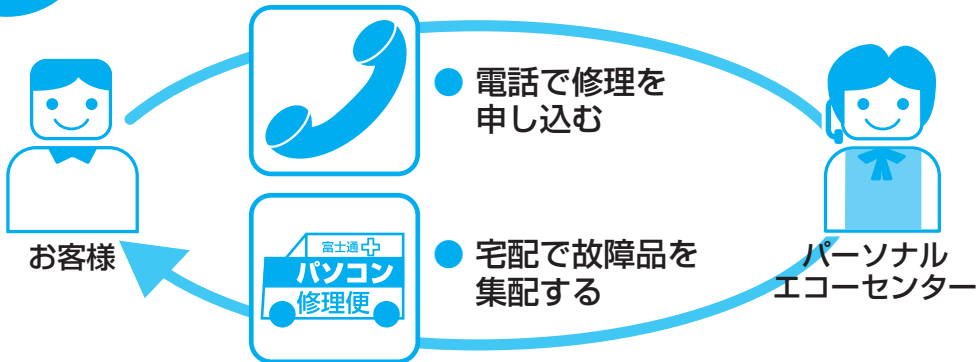 ● 電話で修理を
申し込む
お客様
富士通
パソコン
修理便
● 宅配で故障品を
集配する
パーソナル
エコーセンター